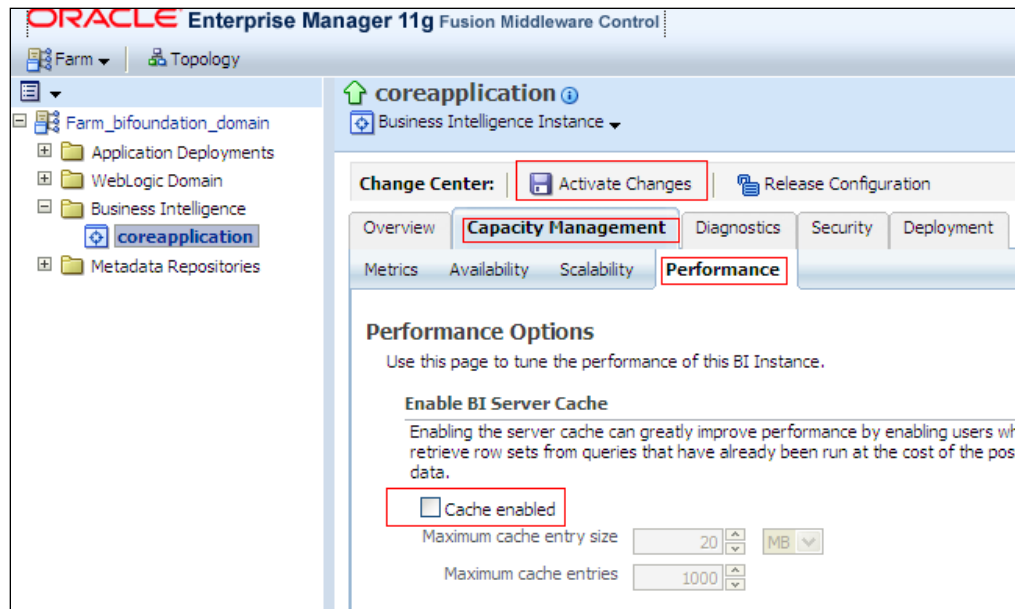 ORACLE Enterprise Manager 11g Fusion Middleware Control
Farm
Topology
Farm_bifoundation_domain
Application Deployments
WebLogic Domain
Business Intelligence
coreapplication
Metadata Repositories
coreapplication
Business Intelligence Instance
Change Center: Activate Changes Release Configuration
Overview Capacity Management Diagnostics Security Deployment
Metrics Availability Scalability Performance
Performance Options
Use this page to tune the performance of this BI Instance.
Enable BI Server Cache
Enabling the server cache can greatly improve performance by enabling users wh
retrieve row sets from queries that have already been run at the cost of the pos
data.
Cache enabled
Maximum cache entry size 20 MB
Maximum cache entries 1000